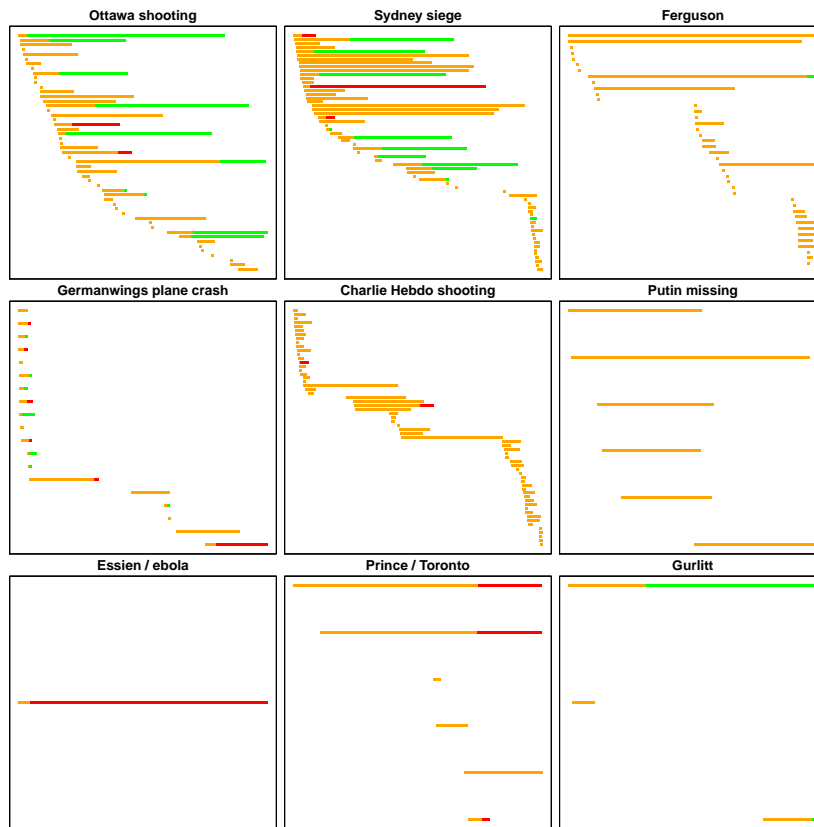 Ottawa shooting
Sydney siege
Ferguson
Germanwings plane crash
Charlie Hebdo shooting
Putin missing
Essien / ebola
Prince / Toronto
Gurlitt